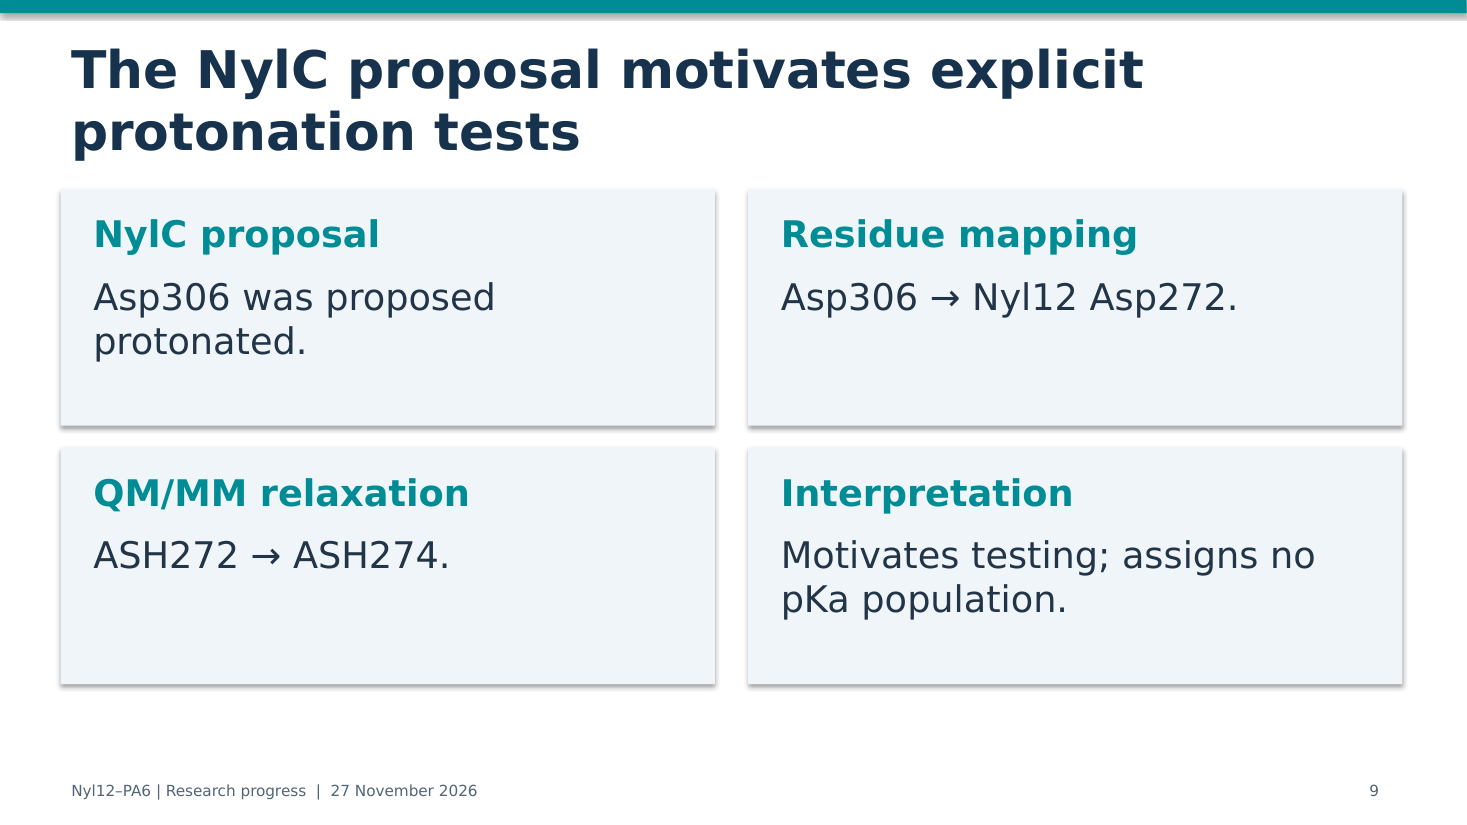 The NylC proposal motivates explicit
protonation tests
NylC proposal
Asp306 was proposed
protonated.
Residue mapping
Asp306 → Nyl12 Asp272.
QM/MM relaxation
ASH272 → ASH274.
Interpretation
Motivates testing; assigns no
pKa population.
Nyl12–PA6 | Research progress | 27 November 2026
9